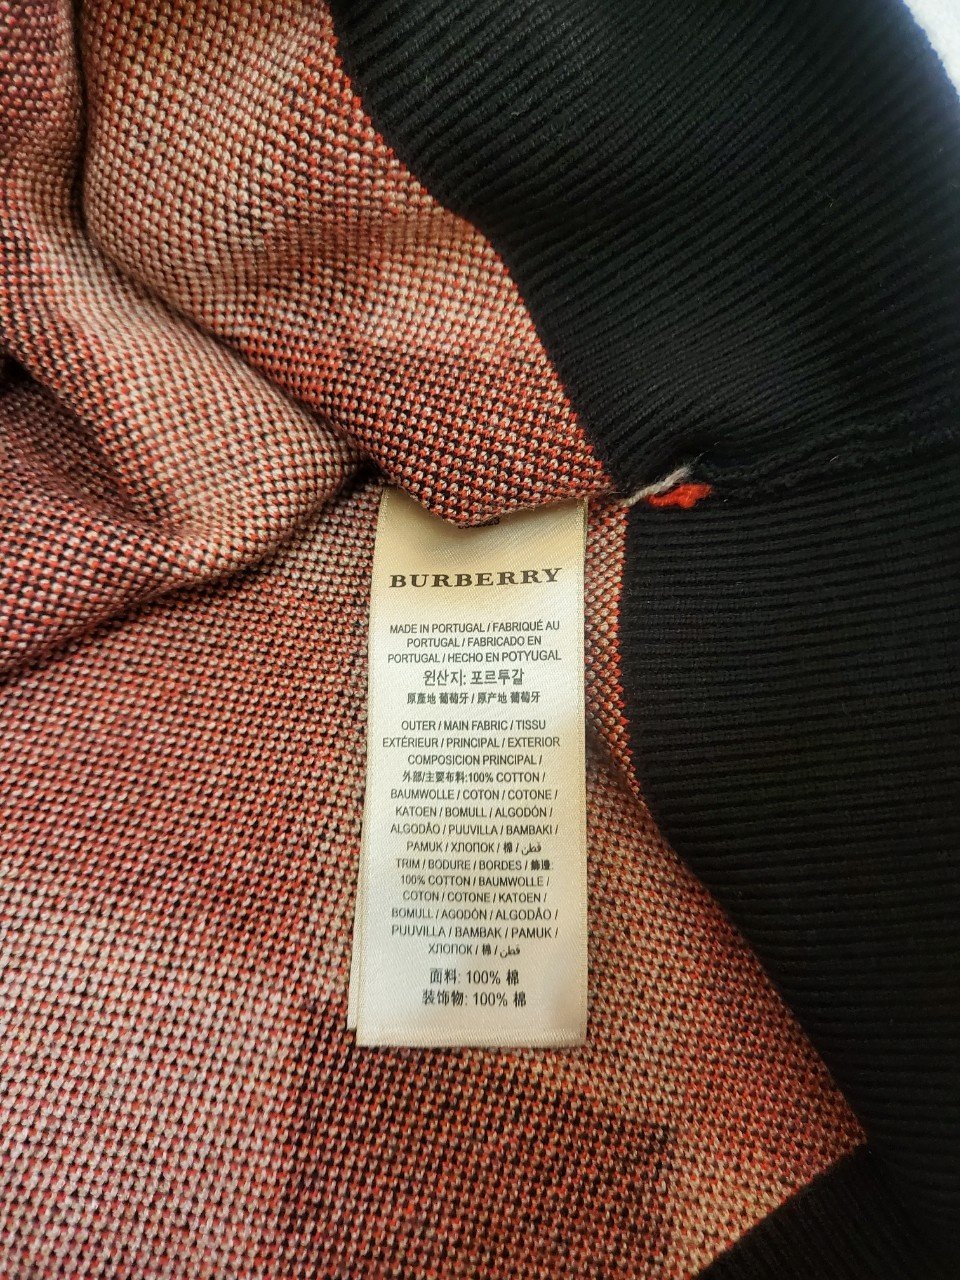 BURBERRY
MADE IN PORTUGAL / FABRIQUÉ AU
PORTUGAL / FABRICADO EN
PORTUGAL / HECHO EN POTYUGAL
원산지: 포르투갈
原產地 葡萄牙 / 原产地 葡萄牙
OUTER / MAIN FABRIC / TISSU
EXTÉRIEUR / PRINCIPAL / EXTERIOR
COMPOSICION PRINCIPAL /
外部/主要布料:100% COTTON /
BAUMWOLLE / COTON / COTONE /
KATOEN / BOMULL / ALGODÓN /
ALGODÃO / PUUVILLA / BAMBAKI /
PAMUK / ХЛОПОК / 棉 / قطن
TRIM / BODURE / BORDES / 飾邊:
100% COTTON / BAUMWOLLE /
COTON / COTONE / KATOEN /
BOMULL / AGODÓN / ALGODÃO /
PUUVILLA / BAMBAK / PAMUK /
ХЛОПОК / 棉 / قطن
面料: 100% 棉
装饰物: 100% 棉